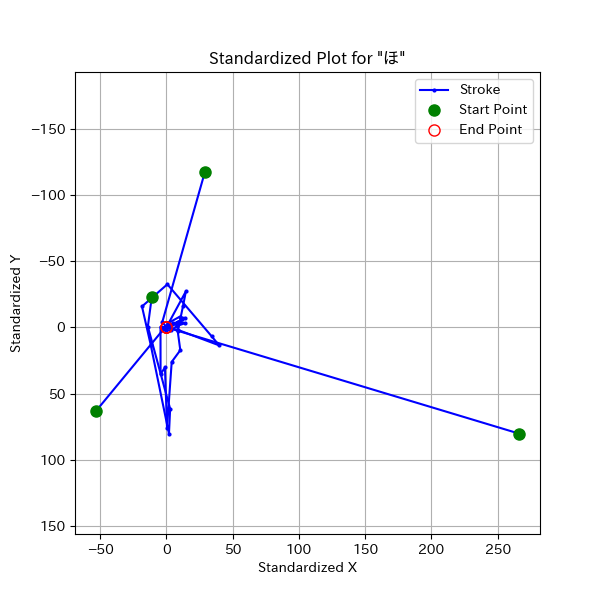 Standardized Plot for "ほ"
Stroke
Start Point
End Point
Standardized Y
−150
−100
−50
0
50
100
150
−50 0 50 100 150 200 250
Standardized X